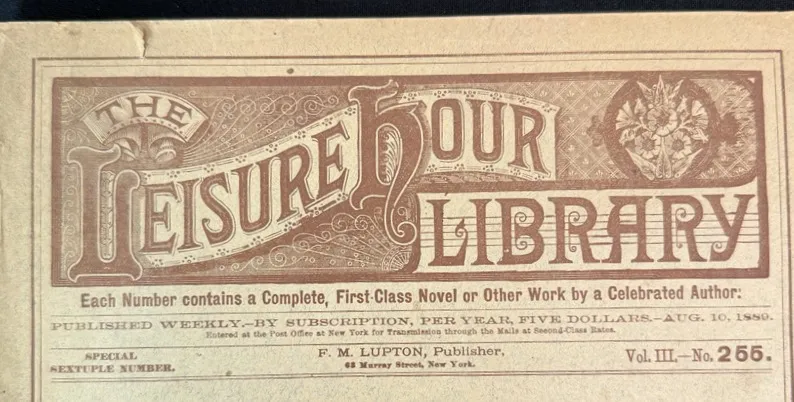 THE
LEISURE HOUR
LIBRARY
Each Number contains a Complete, First-Class Novel or Other Work by a Celebrated Author:
PUBLISHED WEEKLY.—BY SUBSCRIPTION, PER YEAR, FIVE DOLLARS.—AUG. 10, 1889.
Entered at the Post Office at New York for Transmission through the Mails at Second-Class Rates.
SPECIAL
SEXTUPLE NUMBER.
F. M. LUPTON, Publisher,
63 Murray Street, New York.
Vol. III.—No. 255.